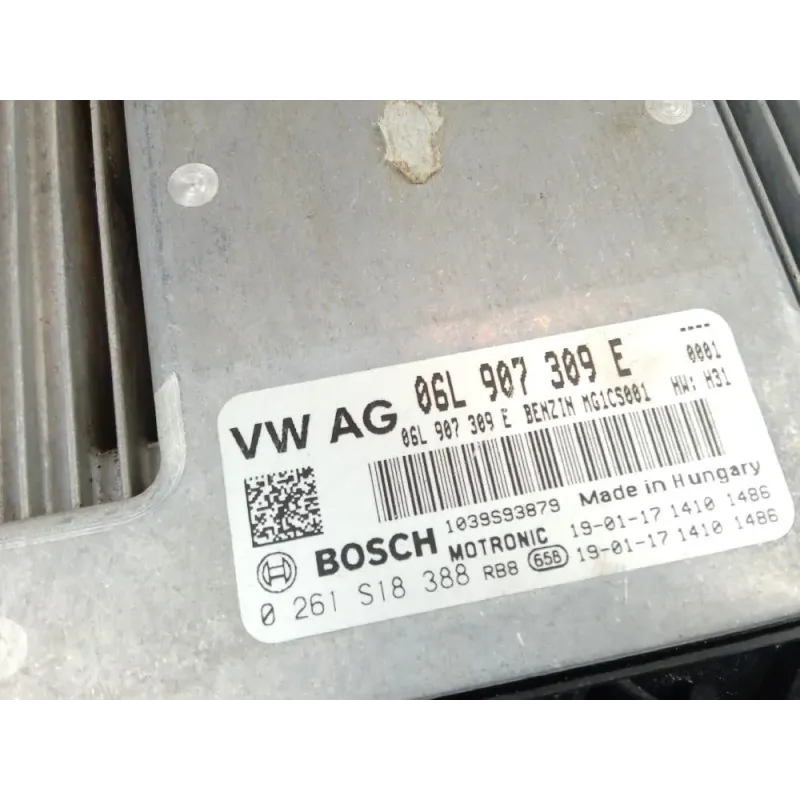 ----
VW AG 06L 907 309 E 0001
06L 907 309 E BENZIN MG1CS001 HW: H31
1039S93879 Made in Hungary
BOSCH MOTRONIC 19-01-17 1410 1486
0 261 S18 388 RB8 658 19-01-17 1410 1486